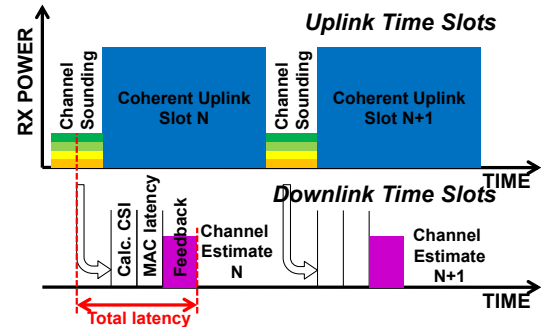 Uplink Time Slots
RX POWER
Channel
Sounding
Coherent Uplink
Slot N
Channel
Sounding
Coherent Uplink
Slot N+1
TIME
Downlink Time Slots
Calc. CSI
MAC latency
Feedback
Channel
Estimate
N
Channel
Estimate
N+1
TIME
Total latency